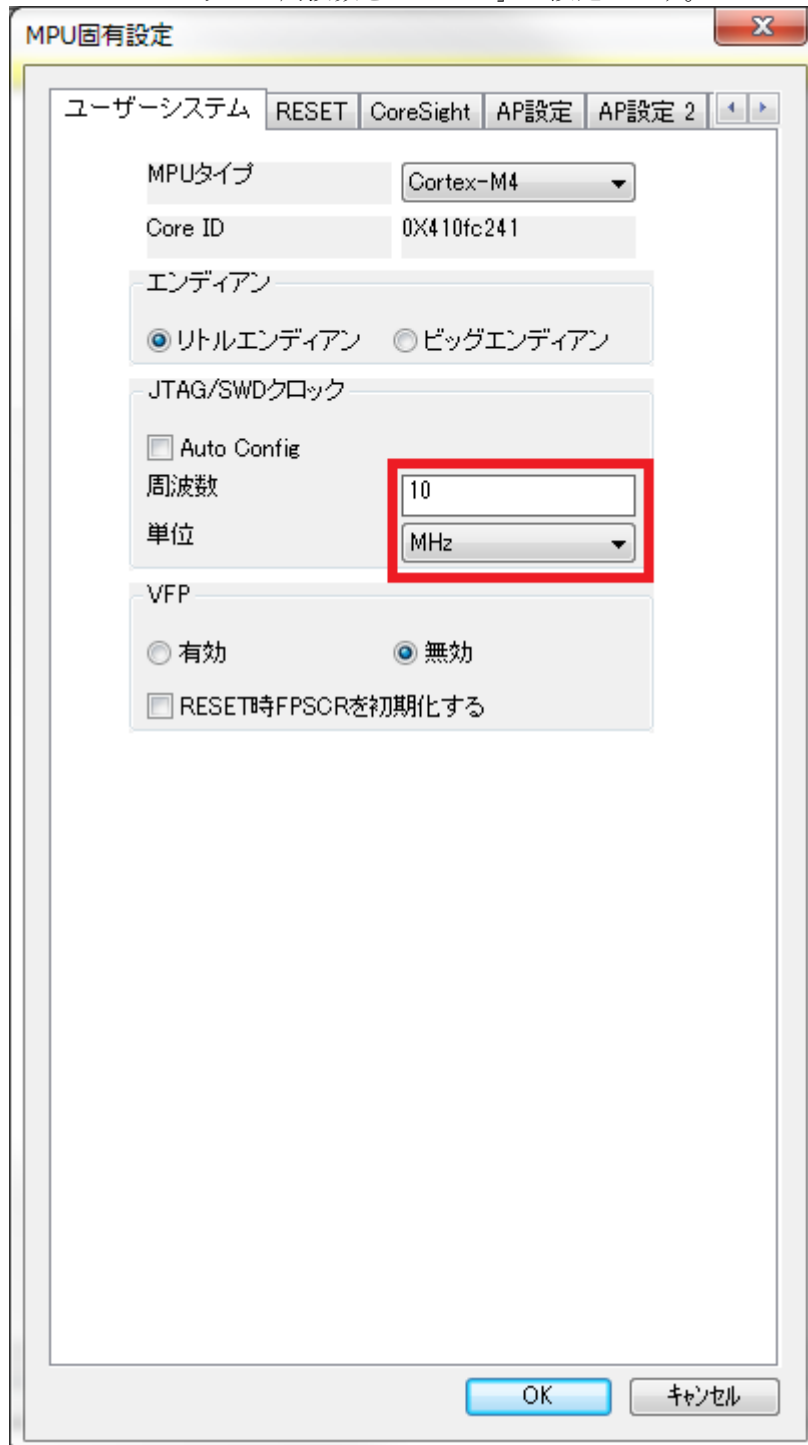 MPU固有設定
ユーザーシステム RESET CoreSight AP設定 AP設定 2
MPUタイプ Cortex-M4
Core ID 0X410fc241
エンディアン
リトルエンディアン ビッグエンディアン
JTAG/SWDクロック
Auto Config
周波数 10
単位 MHz
VFP
有効 無効
RESET時FPSCRを初期化する
OK キャンセル